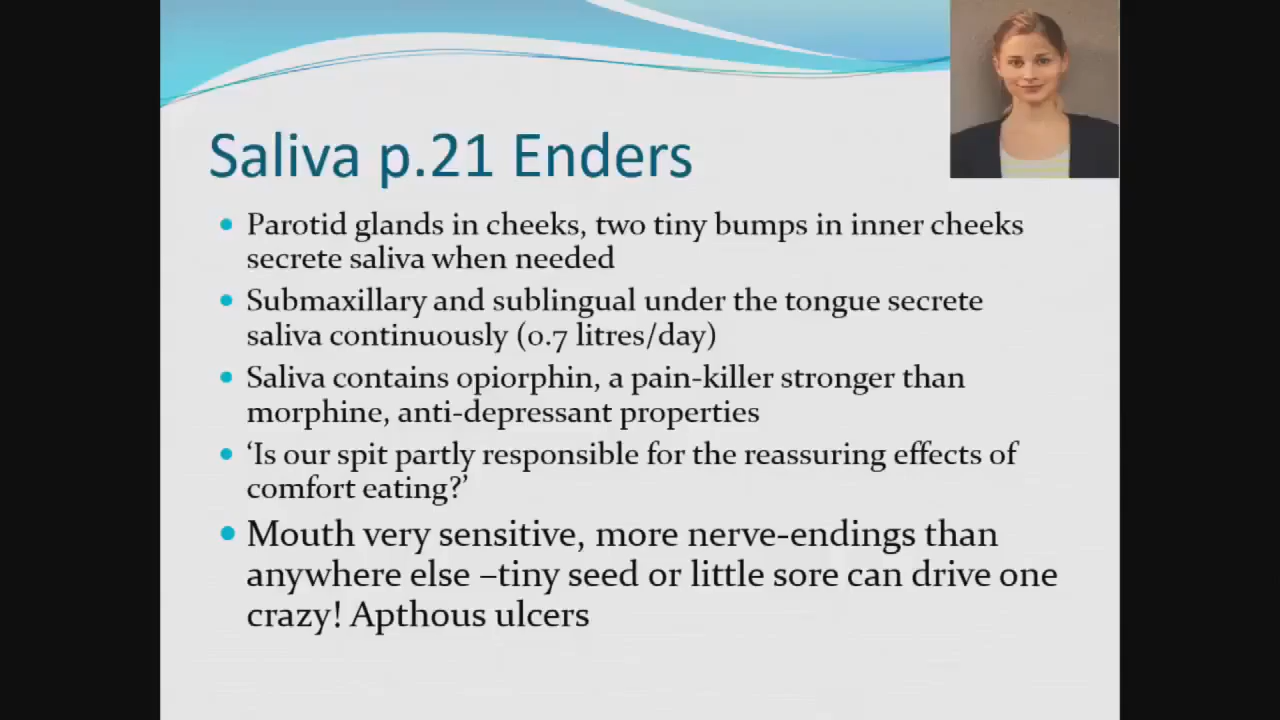 Saliva p.21 Enders
Parotid glands in cheeks, two tiny bumps in inner cheeks
secrete saliva when needed
Submaxillary and sublingual under the tongue secrete
saliva continuously (0.7 litres/day)
Saliva contains opiorphin, a pain-killer stronger than
morphine, anti-depressant properties
‘Is our spit partly responsible for the reassuring effects of
comfort eating?’
Mouth very sensitive, more nerve-endings than
anywhere else –tiny seed or little sore can drive one
crazy! Apthous ulcers